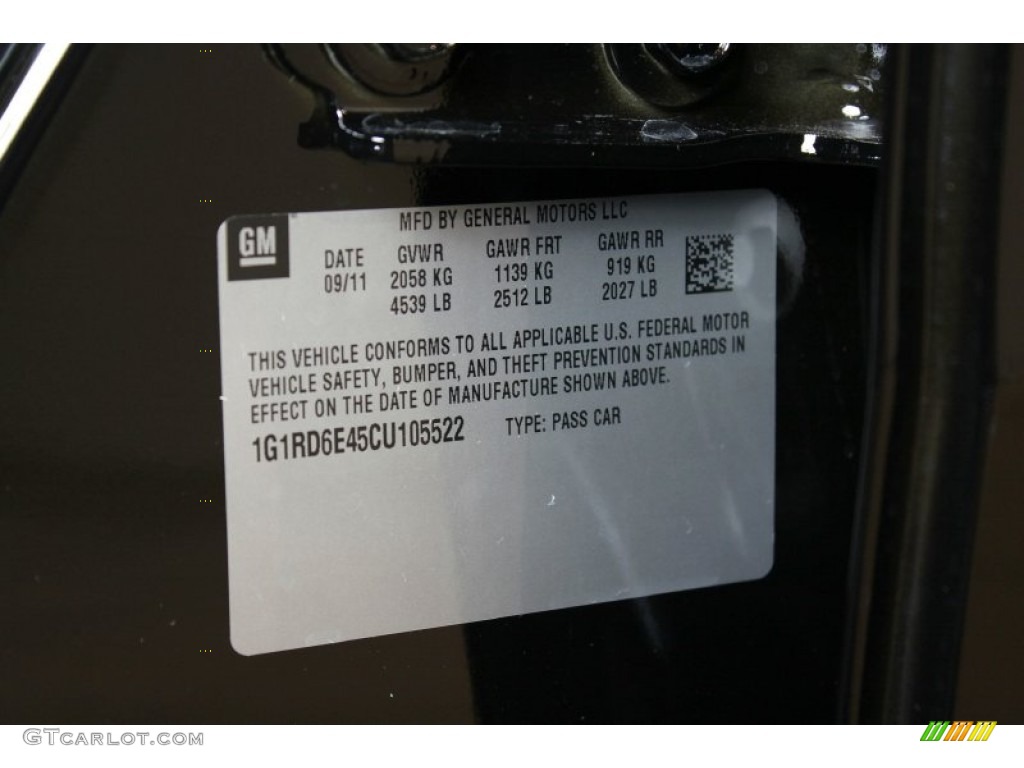 MFD BY GENERAL MOTORS LLC
GM
DATE GVWR GAWR FRT GAWR RR
09/11 2058 KG 1139 KG 919 KG
4539 LB 2512 LB 2027 LB
THIS VEHICLE CONFORMS TO ALL APPLICABLE U.S. FEDERAL MOTOR
VEHICLE SAFETY, BUMPER, AND THEFT PREVENTION STANDARDS IN
EFFECT ON THE DATE OF MANUFACTURE SHOWN ABOVE.
1G1RD6E45CU105522 TYPE: PASS CAR
GTCARLOT.COM